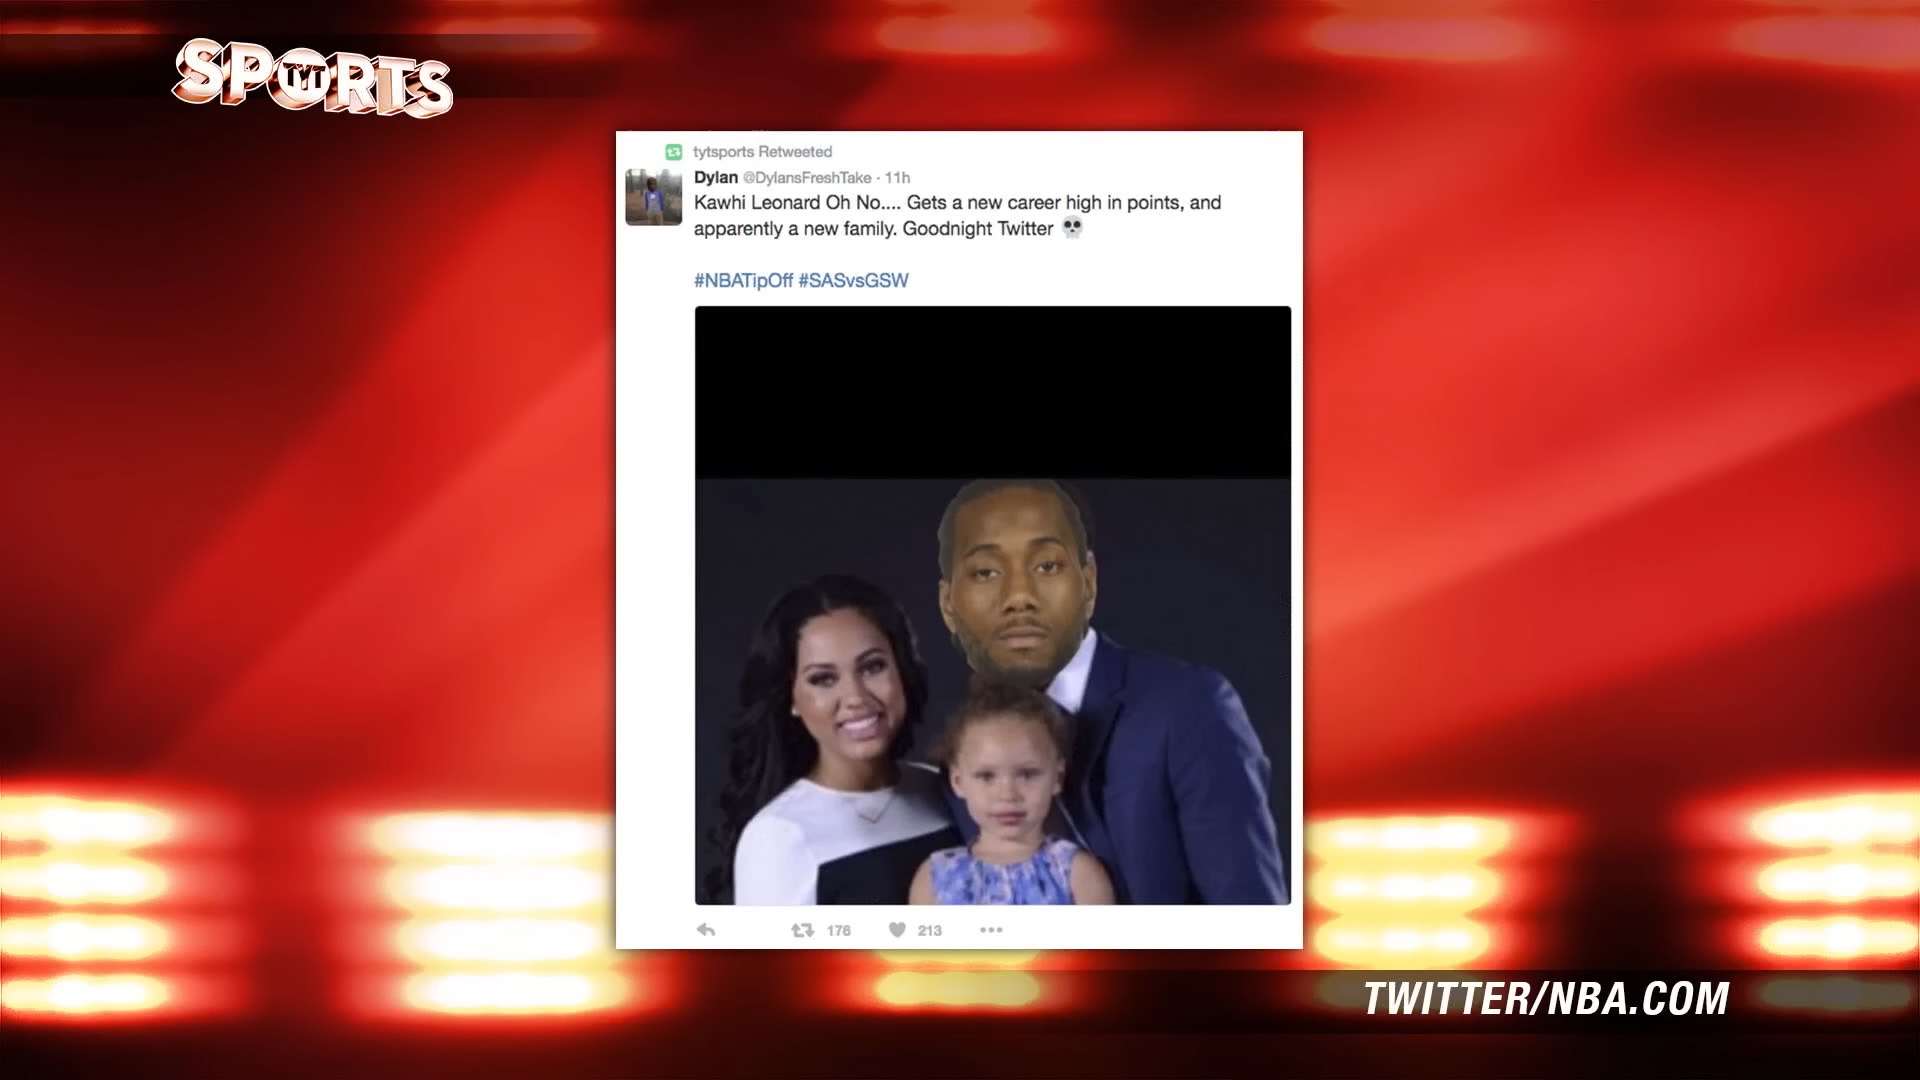 SPORTS
TYT
tytsports Retweeted
Dylan @DylansFreshTake · 11h
Kawhi Leonard Oh No.... Gets a new career high in points, and
apparently a new family. Goodnight Twitter 💀
#NBATipOff #SASvsGSW
176 213
TWITTER/NBA.COM